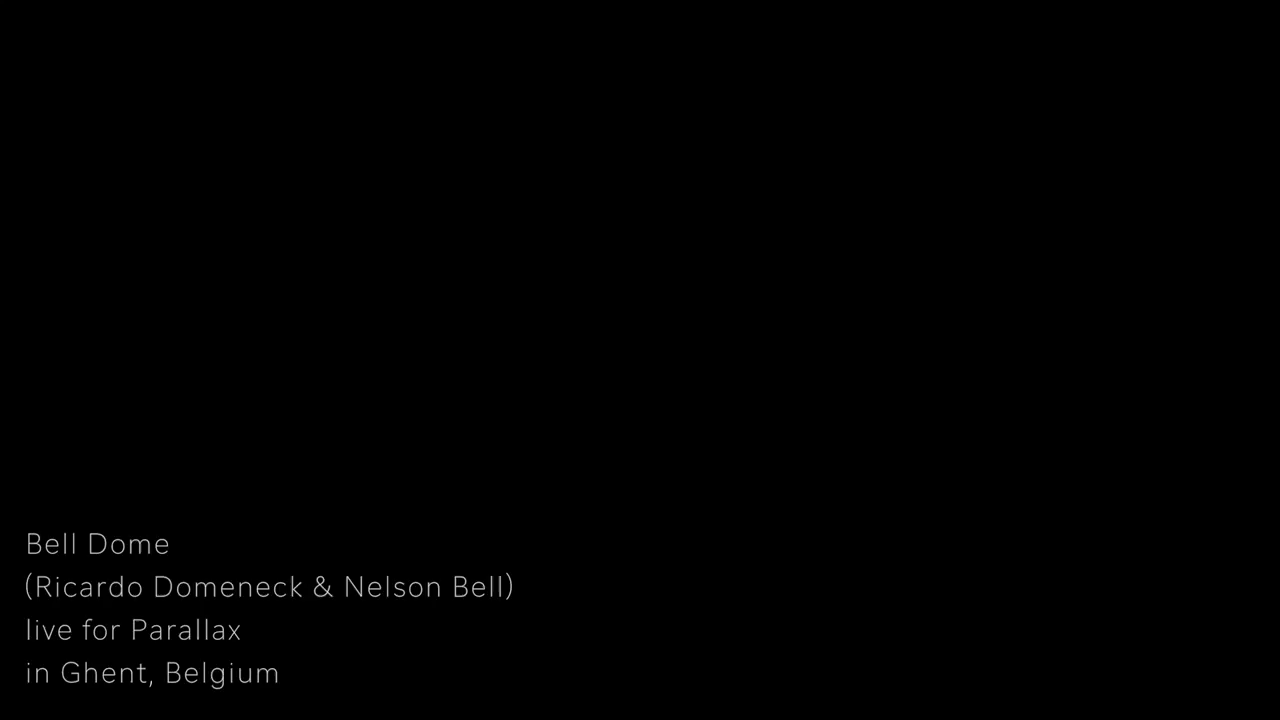 Bell Dome
(Ricardo Domeneck & Nelson Bell)
live for Parallax
in Ghent, Belgium